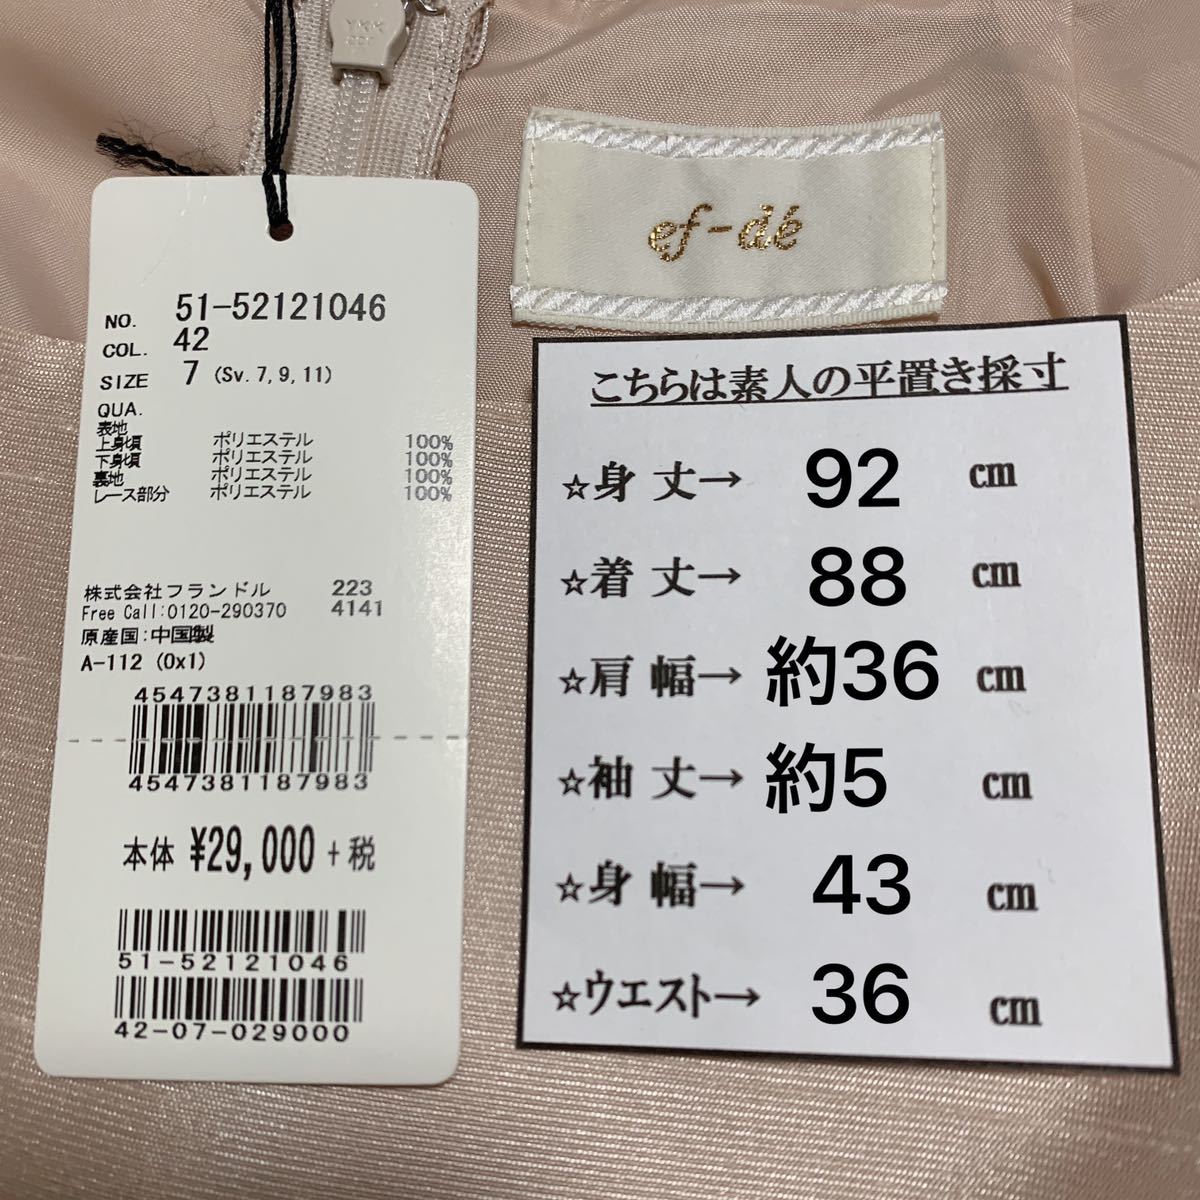 YKK
ef-dé
NO. 51-52121046
COL. 42
SIZE 7 (Sv.7,9,11)
QUA.
表地
上身頃 ポリエステル 100%
下身頃 ポリエステル 100%
裏地 ポリエステル 100%
レース部分 ポリエステル 100%
株式会社フランドル 223
Free Call:0120-290370 4141
原産国:中国製
A-112 (0x1)
4547381187983
4547381187983
本体 ¥29,000 +税
51-52121046
42-07-029000
こちらは素人の平置き採寸
☆身 丈→ 92 cm
☆着 丈→ 88 cm
☆肩 幅→ 約36 cm
☆袖 丈→ 約5 cm
☆身 幅→ 43 cm
☆ウエスト→ 36 cm